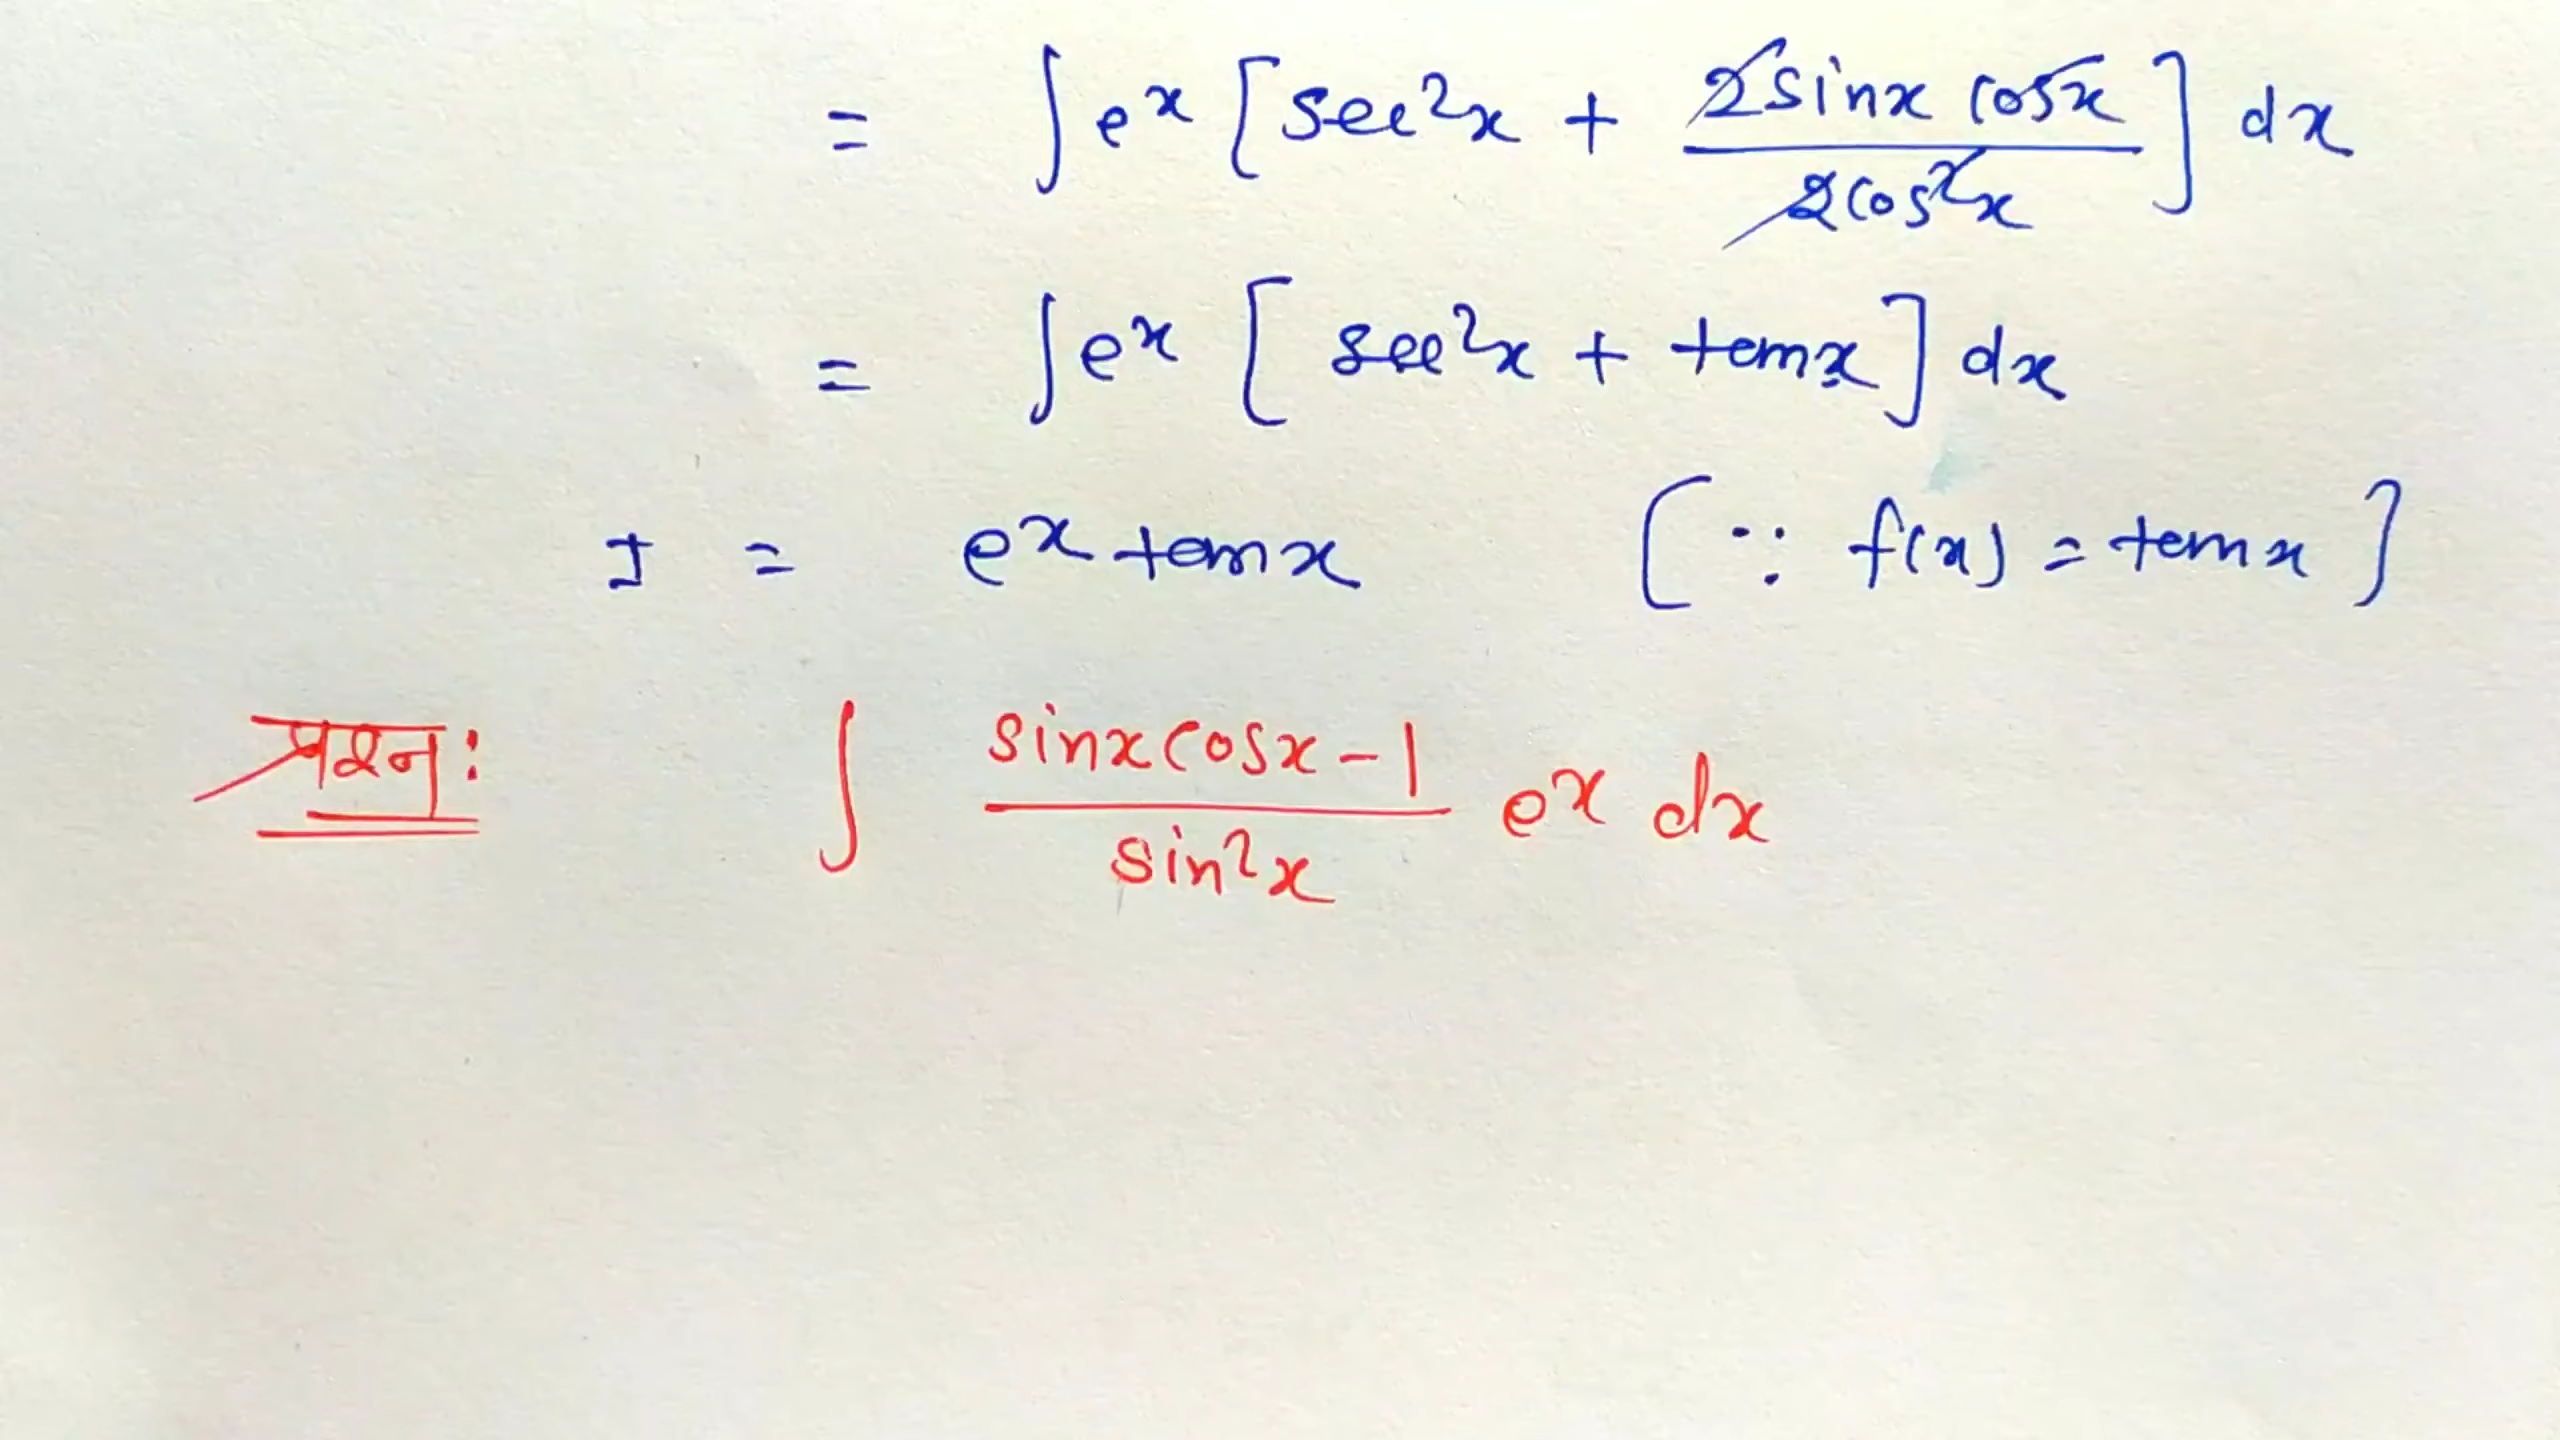 = ∫ eˣ [sec²x + 2sinx cosx / 2cos²x] dx
= ∫ eˣ [sec²x + tanx] dx
I = eˣ tanx [∵ f(x) = tanx]
प्रश्न: ∫ sinx cosx − 1 / sin²x eˣ dx